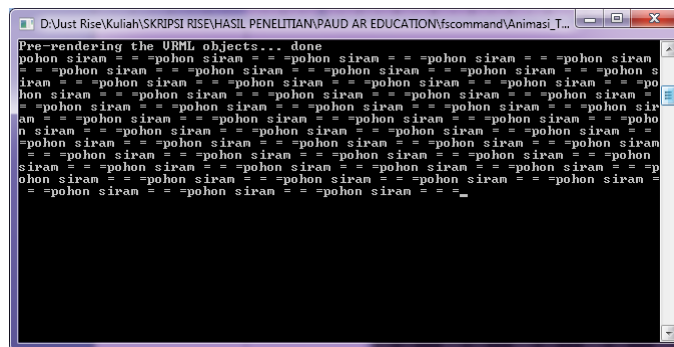 D:\Just Rise\Kuliah\SKRIPSI RISE\HASIL PENELITIAN\PAUD AR EDUCATION\fscommand\Animasi_T...
Pre-rendering the VRML objects... done
pohon siram = = =pohon siram = = =pohon siram = = =pohon siram = = =pohon siram
= = =pohon siram = = =pohon siram = = =pohon siram = = =pohon siram = = =pohon s
iram = = =pohon siram = = =pohon siram = = =pohon siram = = =pohon siram = = =po
hon siram = = =pohon siram = = =pohon siram = = =pohon siram = = =pohon siram =
= =pohon siram = = =pohon siram = = =pohon siram = = =pohon siram = = =pohon sir
am = = =pohon siram = = =pohon siram = = =pohon siram = = =pohon siram = = =poho
n siram = = =pohon siram = = =pohon siram = = =pohon siram = = =pohon siram = =
=pohon siram = = =pohon siram = = =pohon siram = = =pohon siram = = =pohon siram
 = = =pohon siram = = =pohon siram = = =pohon siram = = =pohon siram = = =pohon
siram = = =pohon siram = = =pohon siram = = =pohon siram = = =pohon siram = = =p
ohon siram = = =pohon siram = = =pohon siram = = =pohon siram = = =pohon siram =
 = =pohon siram = = =pohon siram = = =pohon siram = = =_